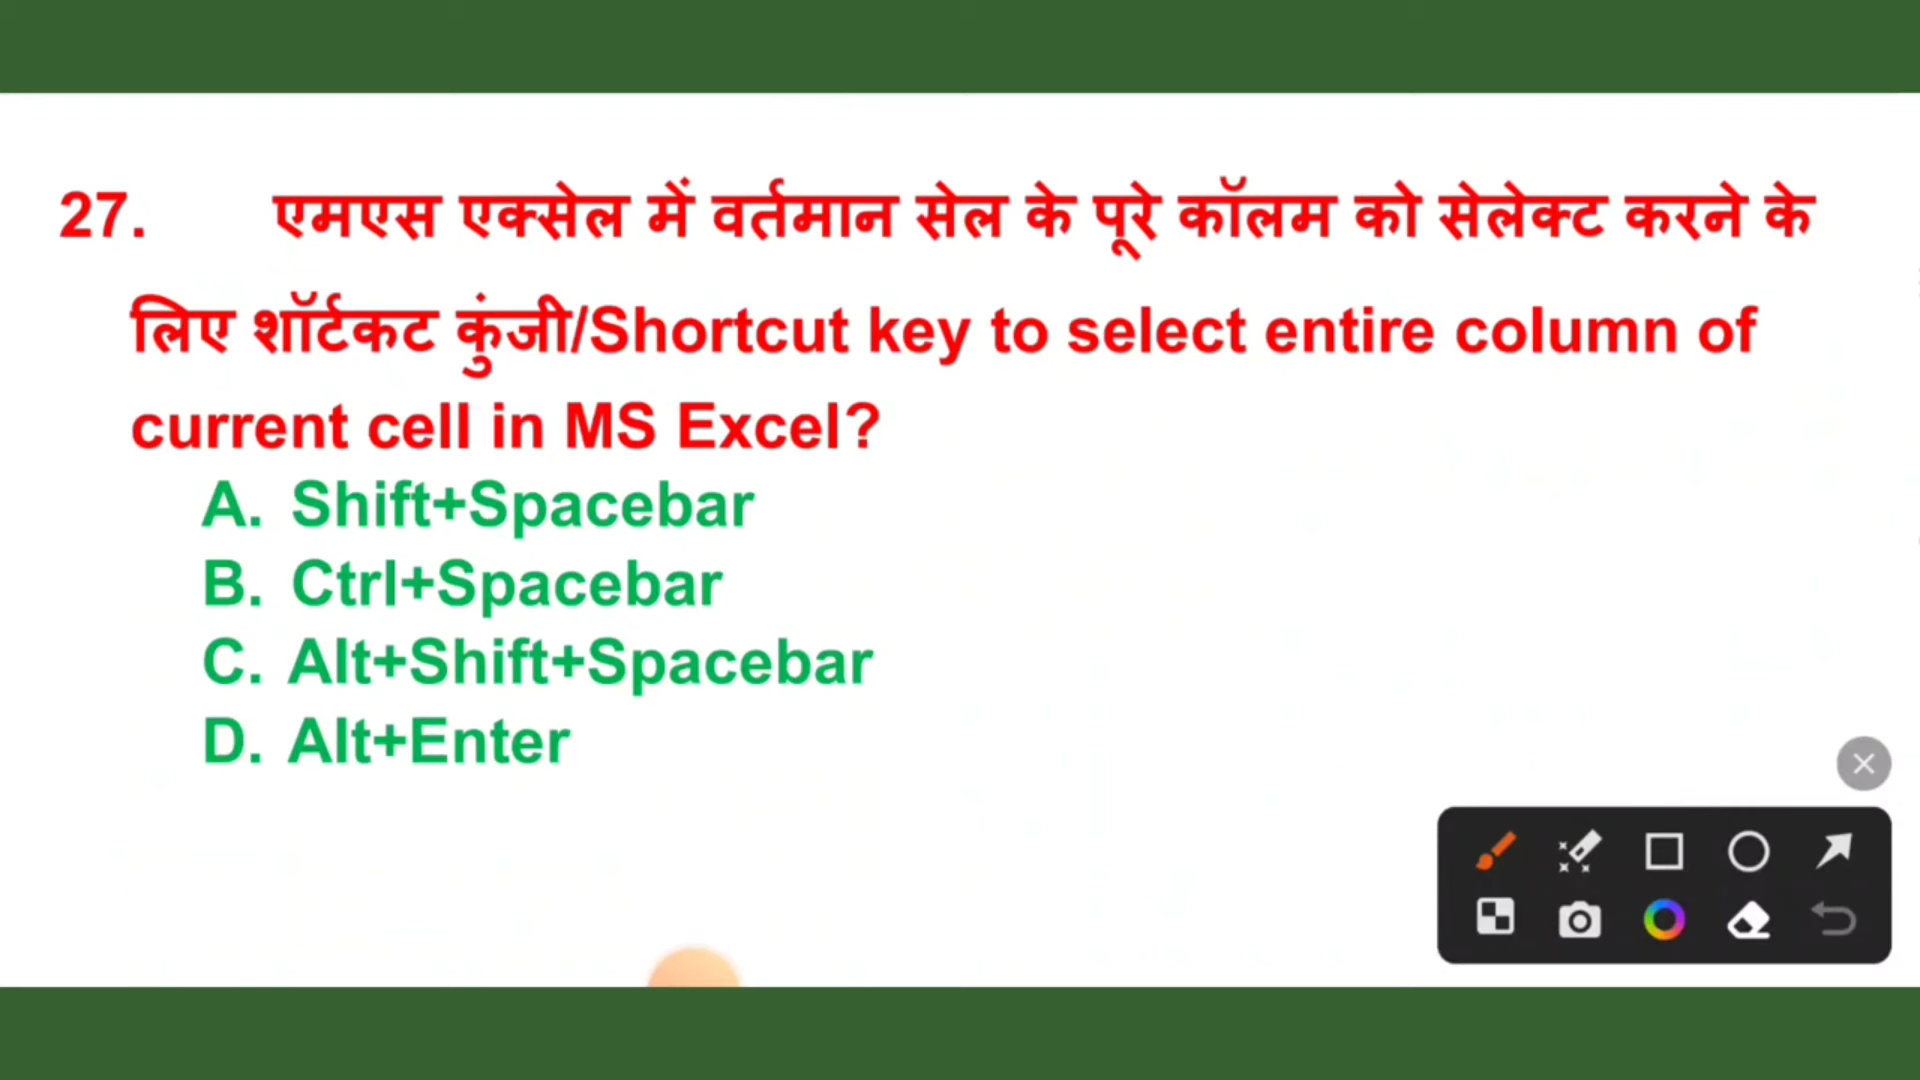 27. एमएस एक्सेल में वर्तमान सेल के पूरे कॉलम को सेलेक्ट करने के
लिए शॉर्टकट कुंजी/Shortcut key to select entire column of
current cell in MS Excel?
A. Shift+Spacebar
B. Ctrl+Spacebar
C. Alt+Shift+Spacebar
D. Alt+Enter